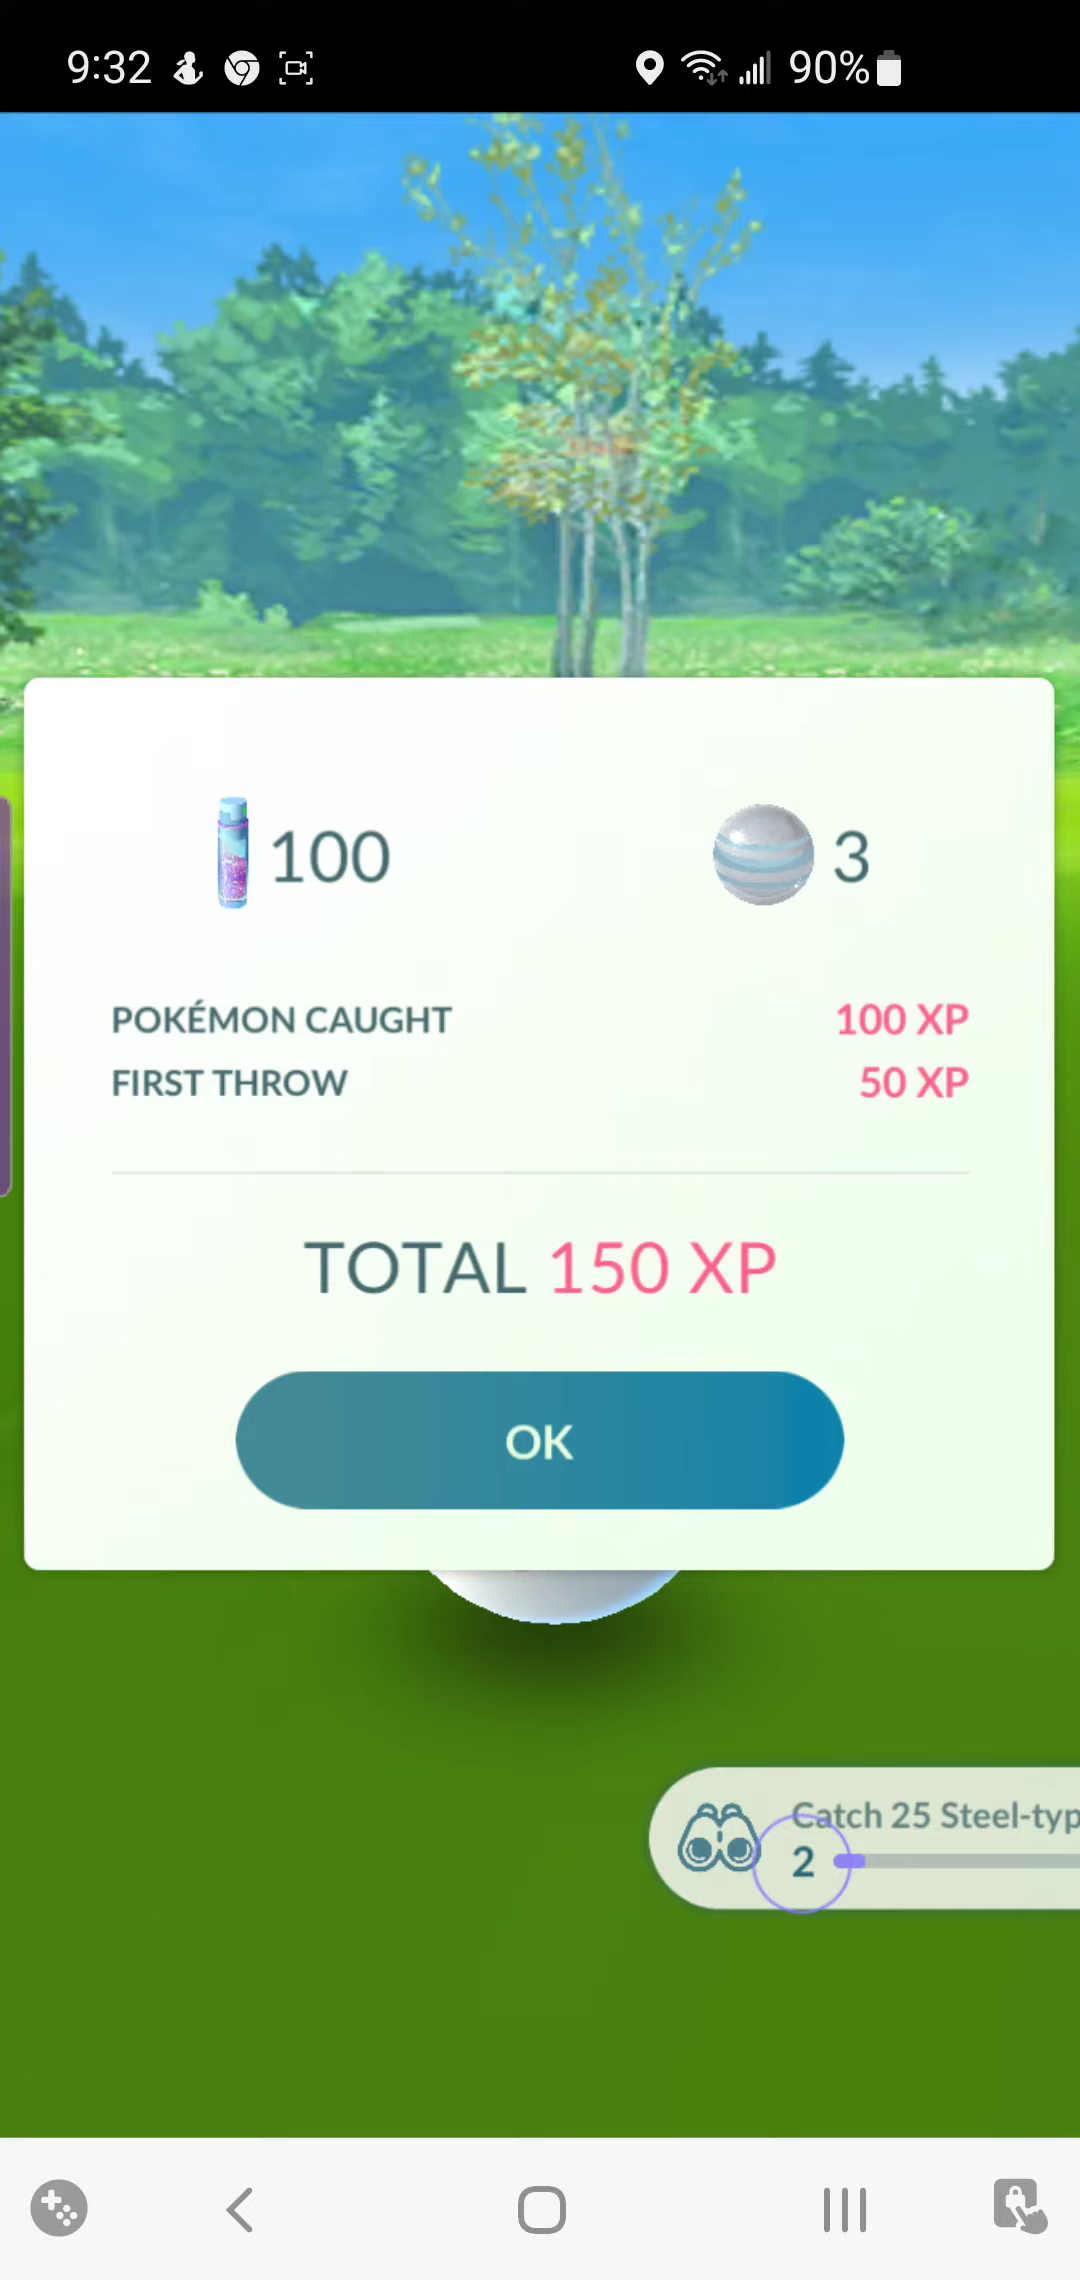 9:32
90%
100
3
POKÉMON CAUGHT 100 XP
FIRST THROW 50 XP
TOTAL 150 XP
OK
Catch 25 Steel-typ
2